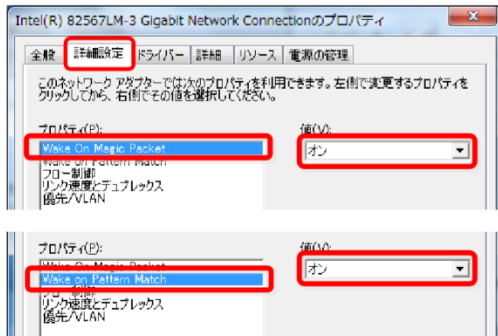 Intel(R) 82567LM-3 Gigabit Network Connectionのプロパティ
全般 詳細設定 ドライバー 詳細 リソース 電源の管理
このネットワーク アダプターでは次のプロパティを利用できます。左側で変更するプロパティを
クリックしてから、右側でその値を選択してください。
プロパティ(P): 値(V):
Wake On Magic Packet オン
Wake on Pattern Match
フロー制御
リンク速度とデュプレックス
優先/VLAN
プロパティ(P): 値(V):
Wake On Magic Packet
Wake on Pattern Match オン
フロー制御
リンク速度とデュプレックス
優先/VLAN